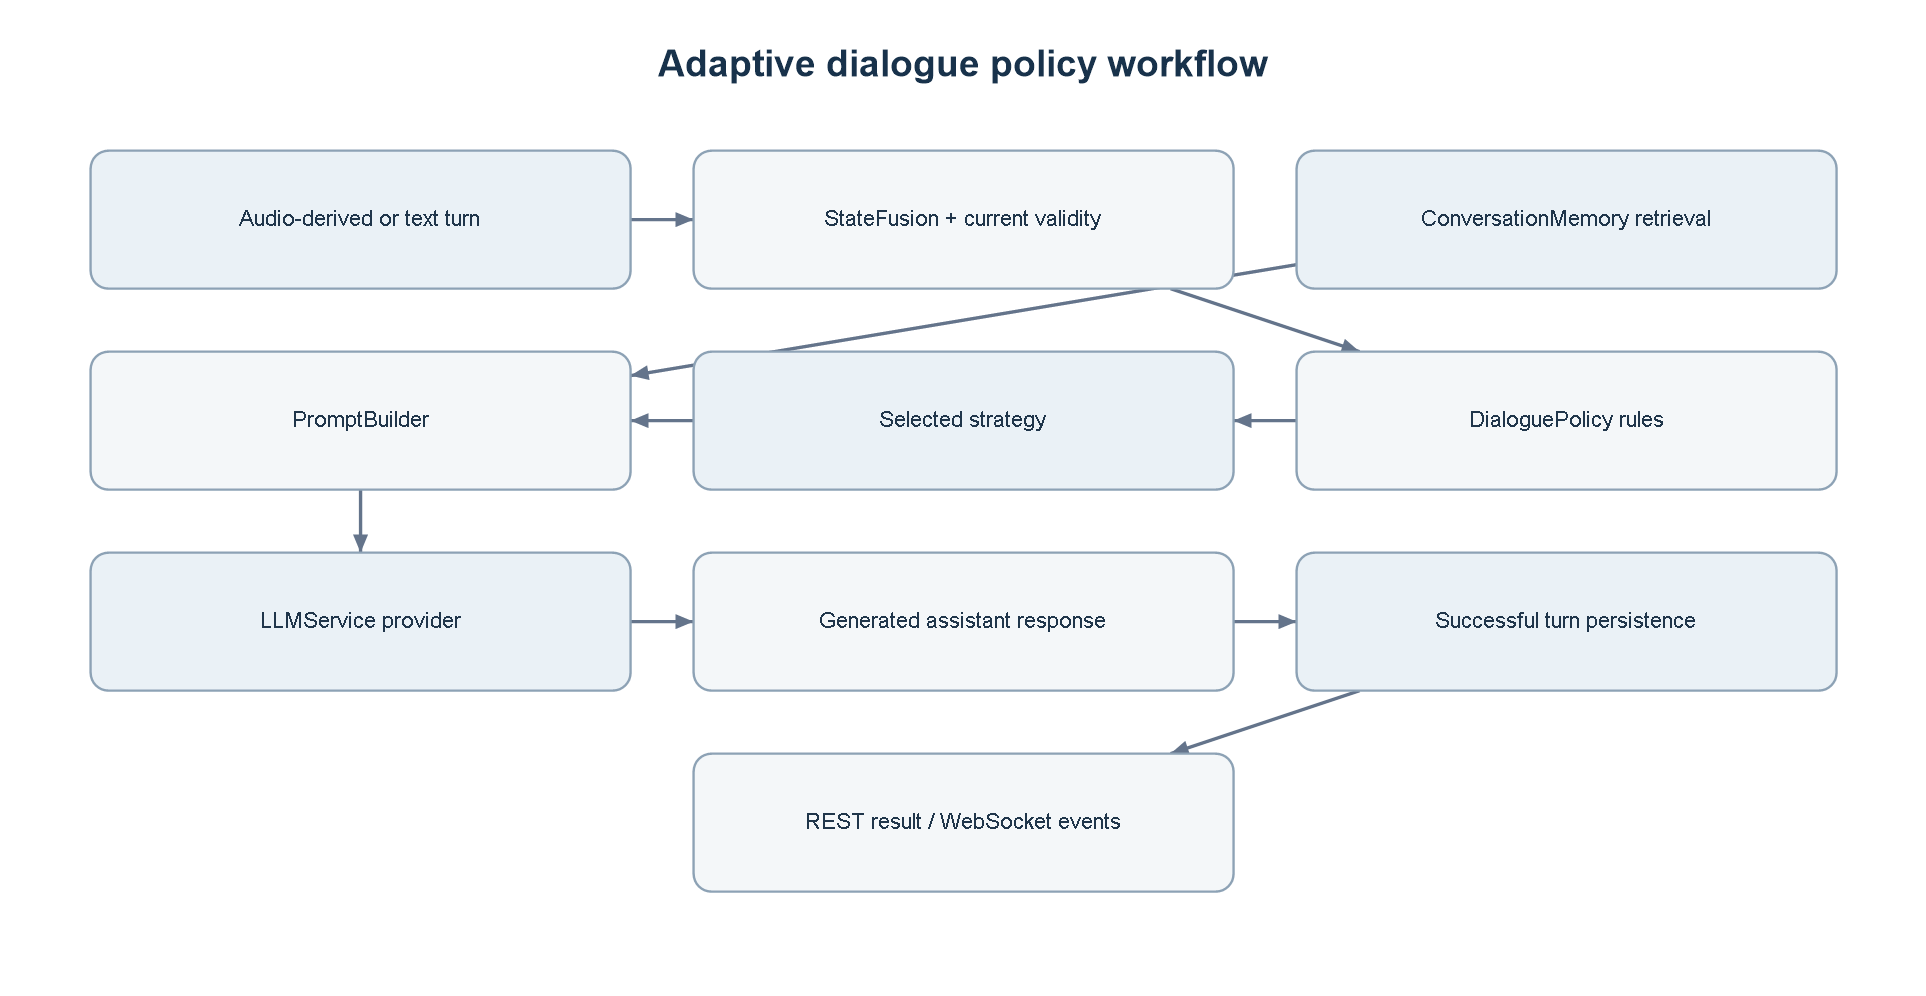 Adaptive dialogue policy workflow
Audio-derived or text turn
StateFusion + current validity
ConversationMemory retrieval
PromptBuilder
Selected strategy
DialoguePolicy rules
LLMService provider
Generated assistant response
Successful turn persistence
REST result / WebSocket events